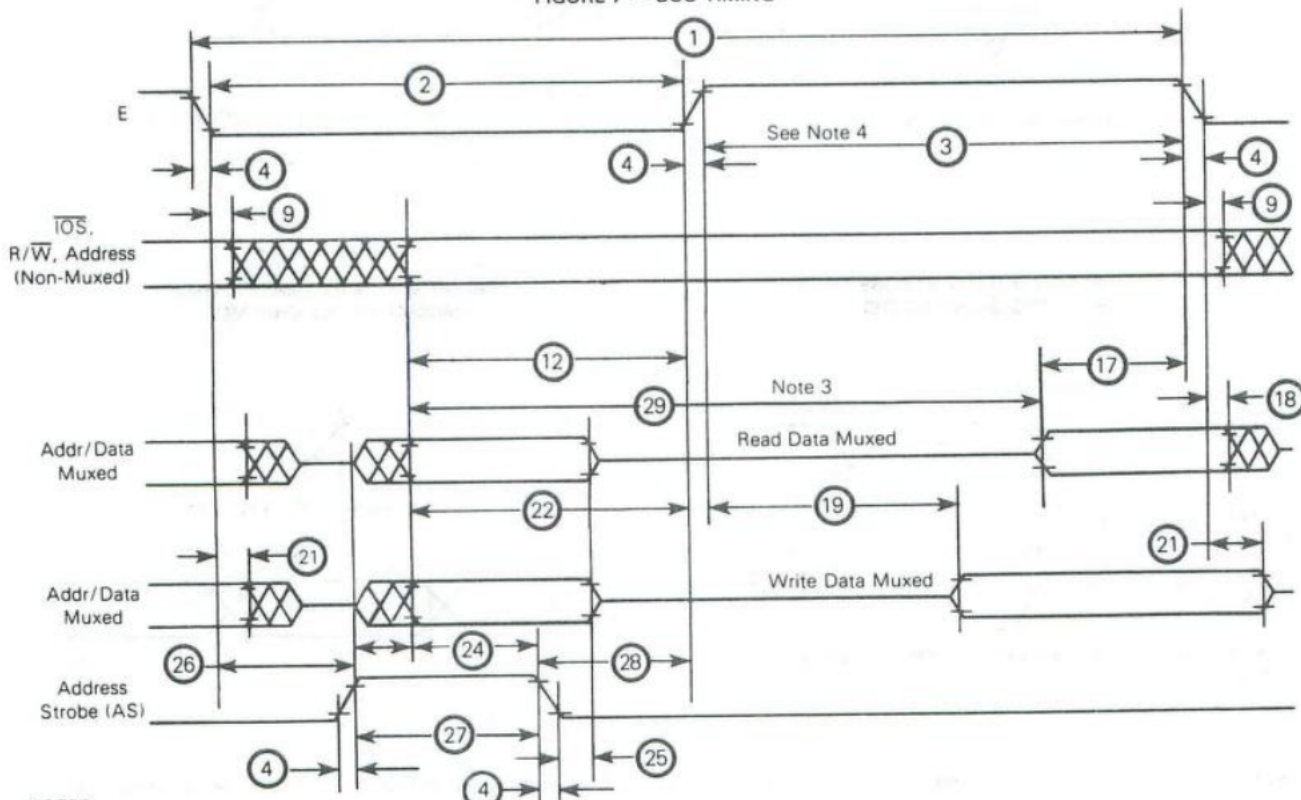 1
2
E
See Note 4
3
4
4
4
9
9
IOS,
R/W, Address
(Non-Muxed)
12
17
Note 3
29
18
Addr/Data
Muxed
Read Data Muxed
22
19
21
21
Addr/Data
Muxed
Write Data Muxed
26
24
28
Address
Strobe (AS)
27
25
4
4